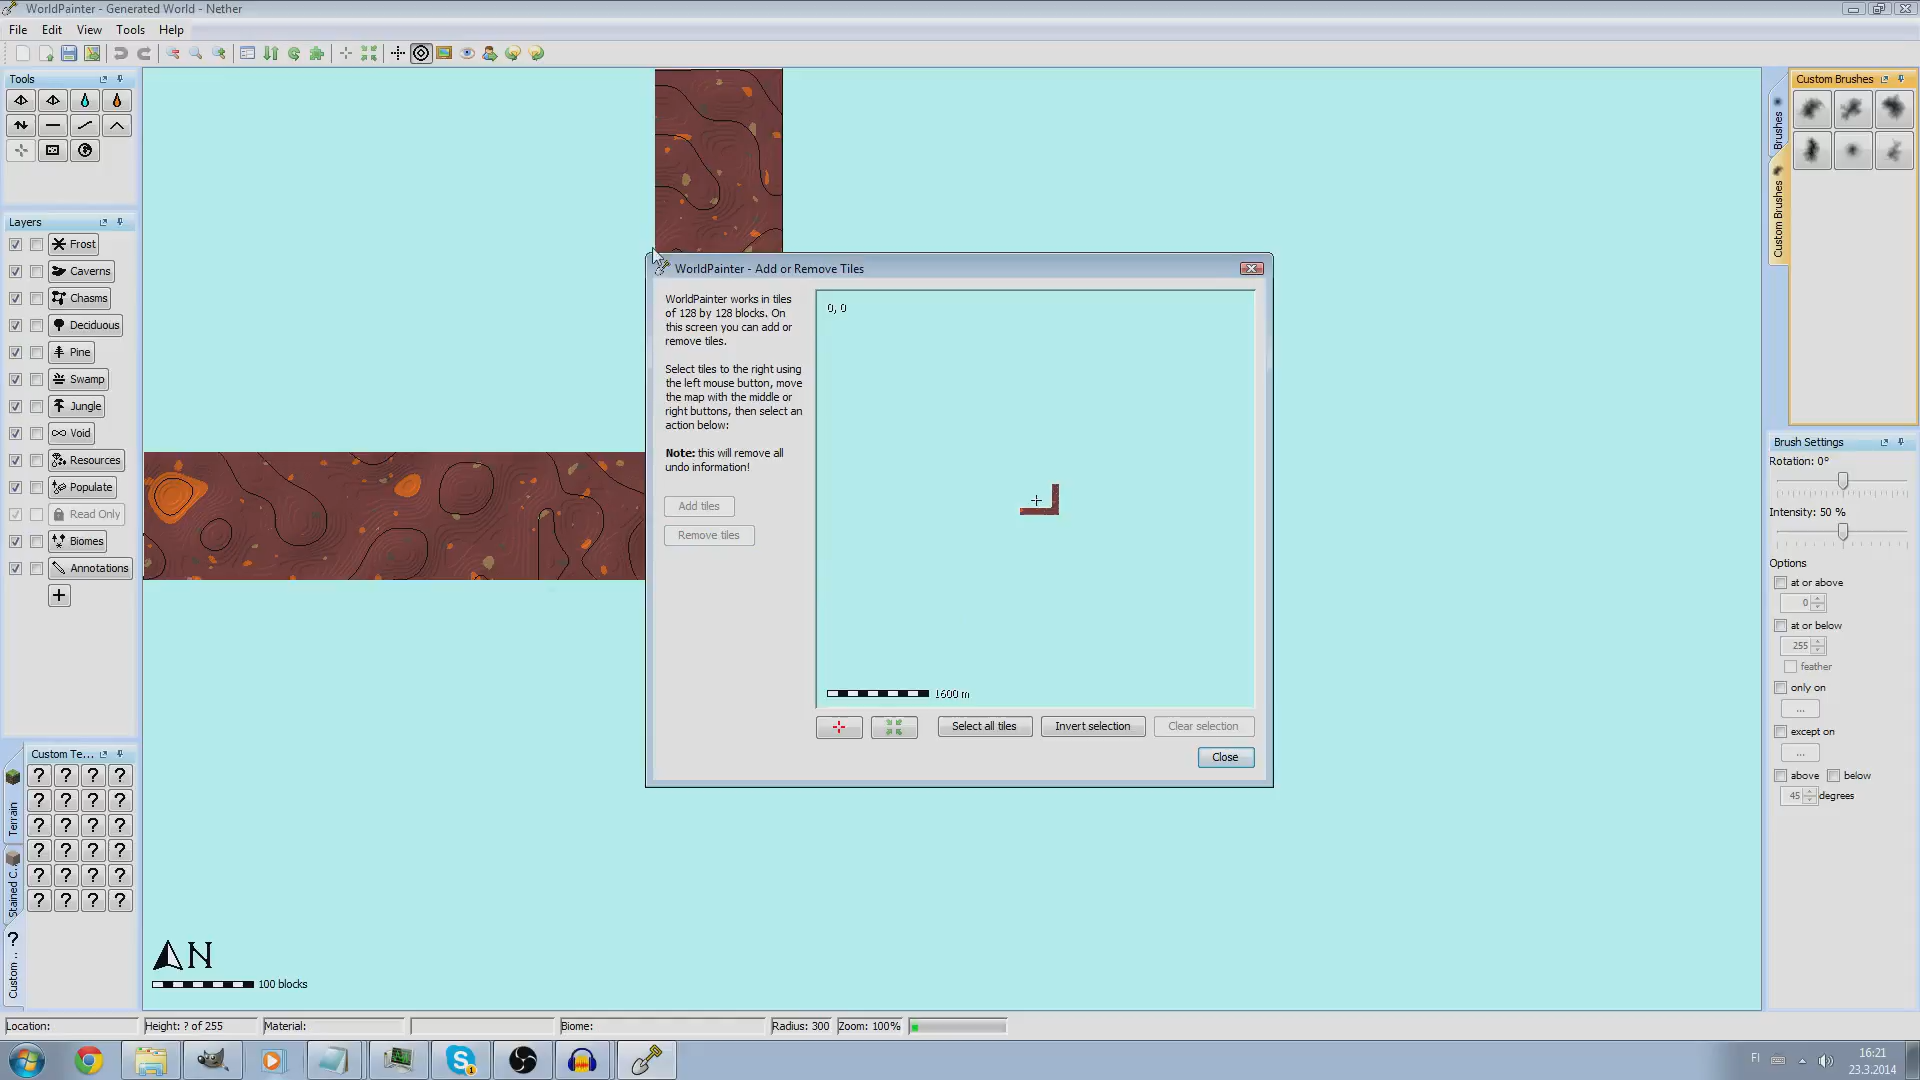 WorldPainter - Generated World - Nether
File Edit View Tools Help
Tools
Layers
Frost
Caverns
Chasms
Deciduous
Pine
Swamp
Jungle
Void
Resources
Populate
Read Only
Biomes
Annotations
+
Custom Te...
? ? ? ?
? ? ? ?
? ? ? ?
? ? ? ?
? ? ? ?
? ? ? ?
Terrain
Stained C...
?
Custom ...
WorldPainter - Add or Remove Tiles
WorldPainter works in tiles
of 128 by 128 blocks. On
this screen you can add or
remove tiles.
Select tiles to the right using
the left mouse button, move
the map with the middle or
right buttons, then select an
action below:
Note: this will remove all
undo information!
Add tiles
Remove tiles
0, 0
1600 m
Select all tiles
Invert selection
Clear selection
Close
N
100 blocks
Brushes
Custom Brushes
Custom Brushes
Brush Settings
Rotation: 0°
Intensity: 50 %
Options
at or above
0
at or below
255
feather
only on
...
except on
...
above below
45 degrees
Location: Height: ? of 255 Material: Biome: Radius: 300 Zoom: 100%
FI
16:21
23.3.2014